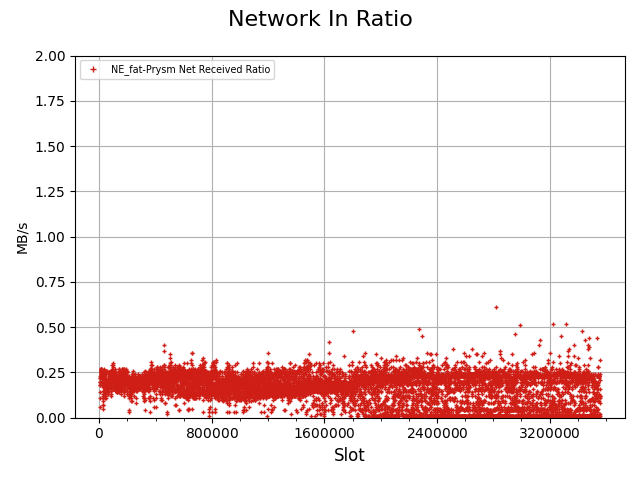 Network In Ratio
NE_fat-Prysm Net Received Ratio
2.00
1.75
1.50
1.25
1.00
0.75
0.50
0.25
0.00
MB/s
0 800000 1600000 2400000 3200000
Slot